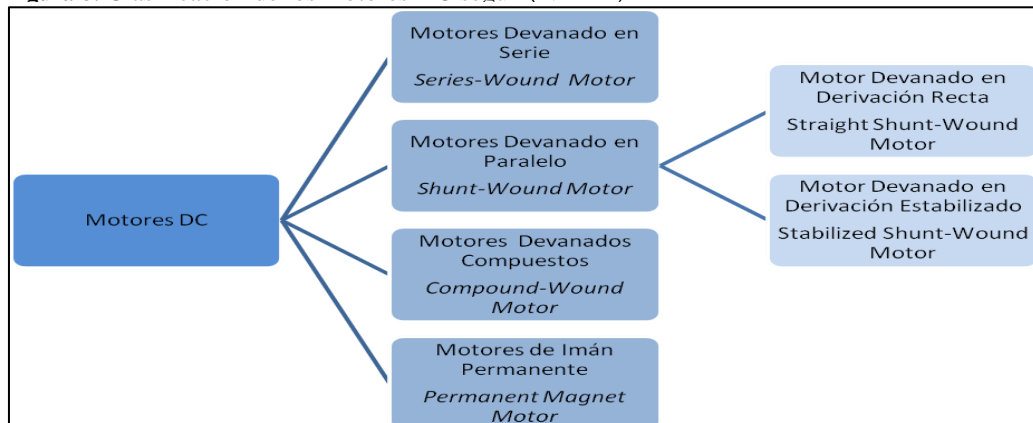 Motores DC
Motores Devanado en
Serie
Series-Wound Motor
Motores Devanado en
Paralelo
Shunt-Wound Motor
Motores Devanados
Compuestos
Compound-Wound
Motor
Motores de Imán
Permanente
Permanent Magnet
Motor
Motor Devanado en
Derivación Recta
Straight Shunt-Wound
Motor
Motor Devanado en
Derivación Estabilizado
Stabilized Shunt-Wound
Motor